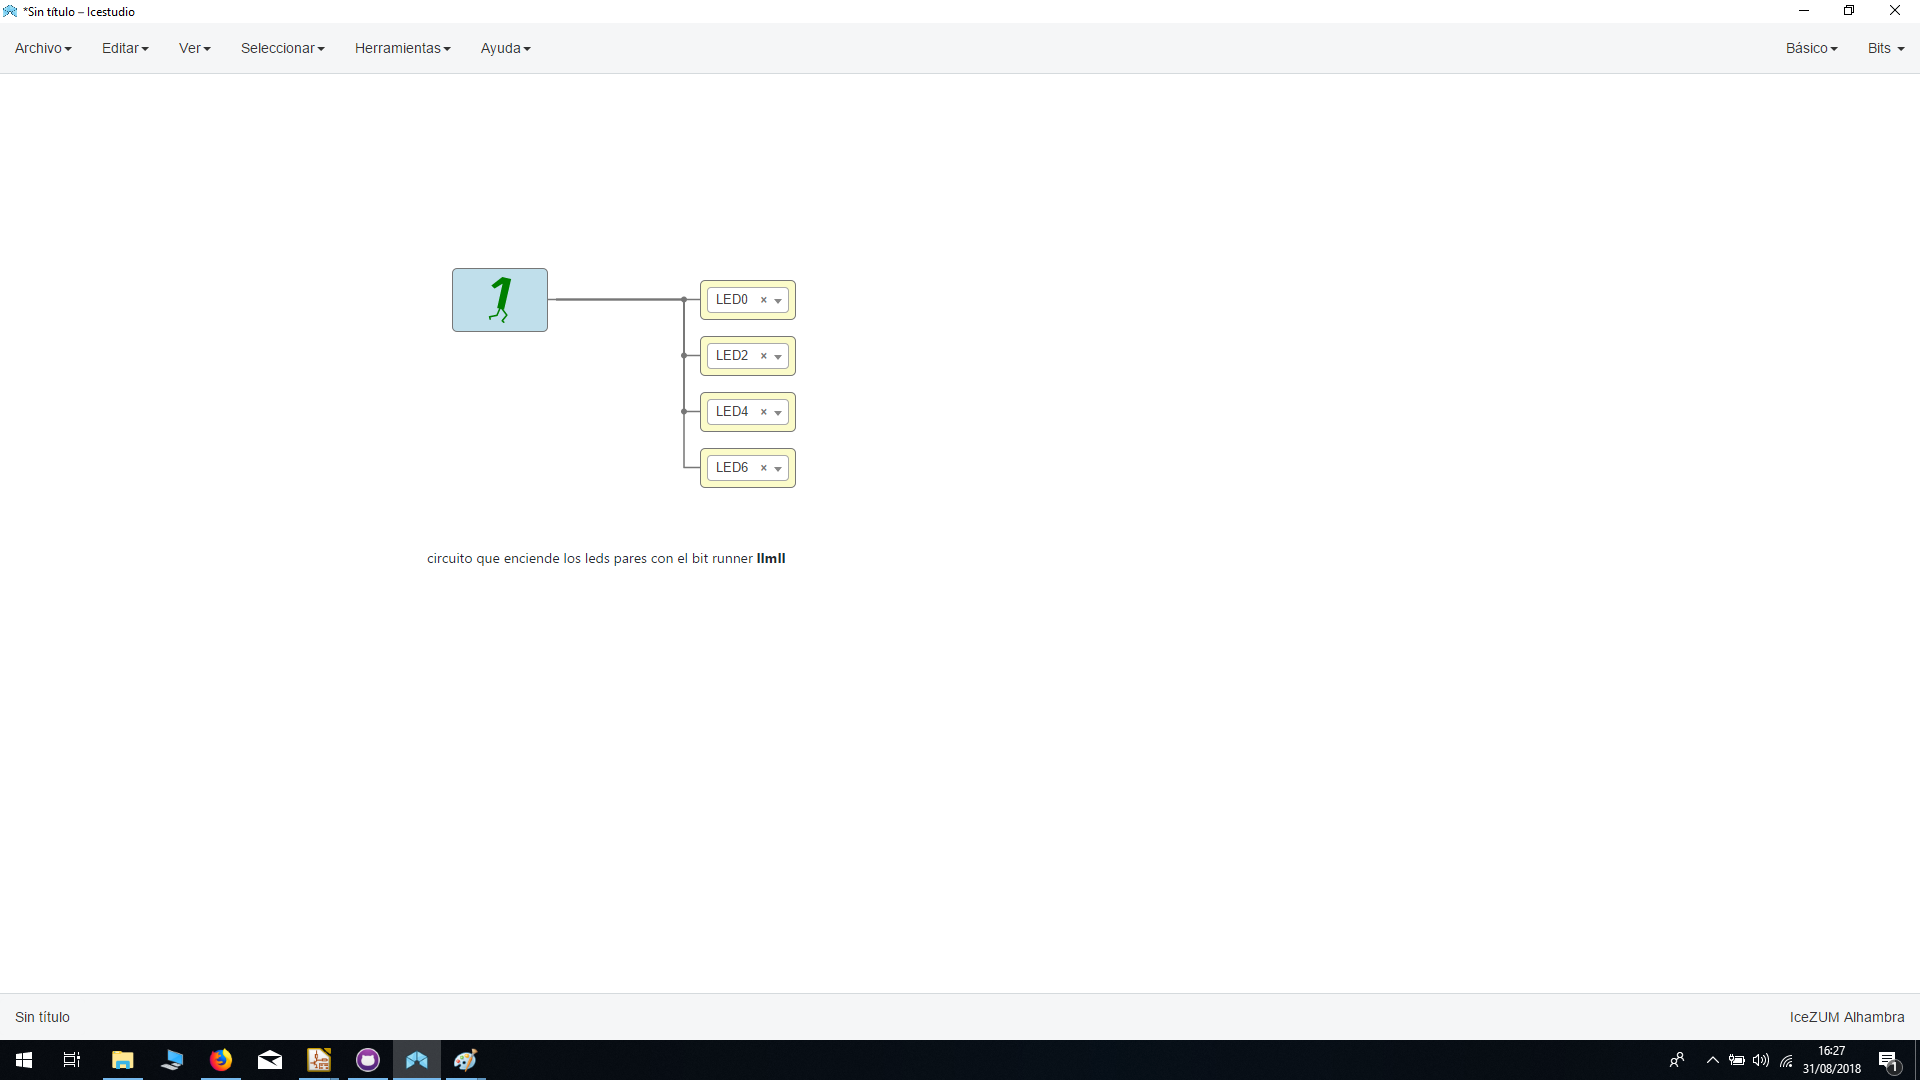 *Sin título – Icestudio
Archivo Editar Ver Seleccionar Herramientas Ayuda Básico Bits
1
LED0 ×
LED2 ×
LED4 ×
LED6 ×
circuito que enciende los leds pares con el bit runner llmll
Sin título IceZUM Alhambra
16:27
31/08/2018
1